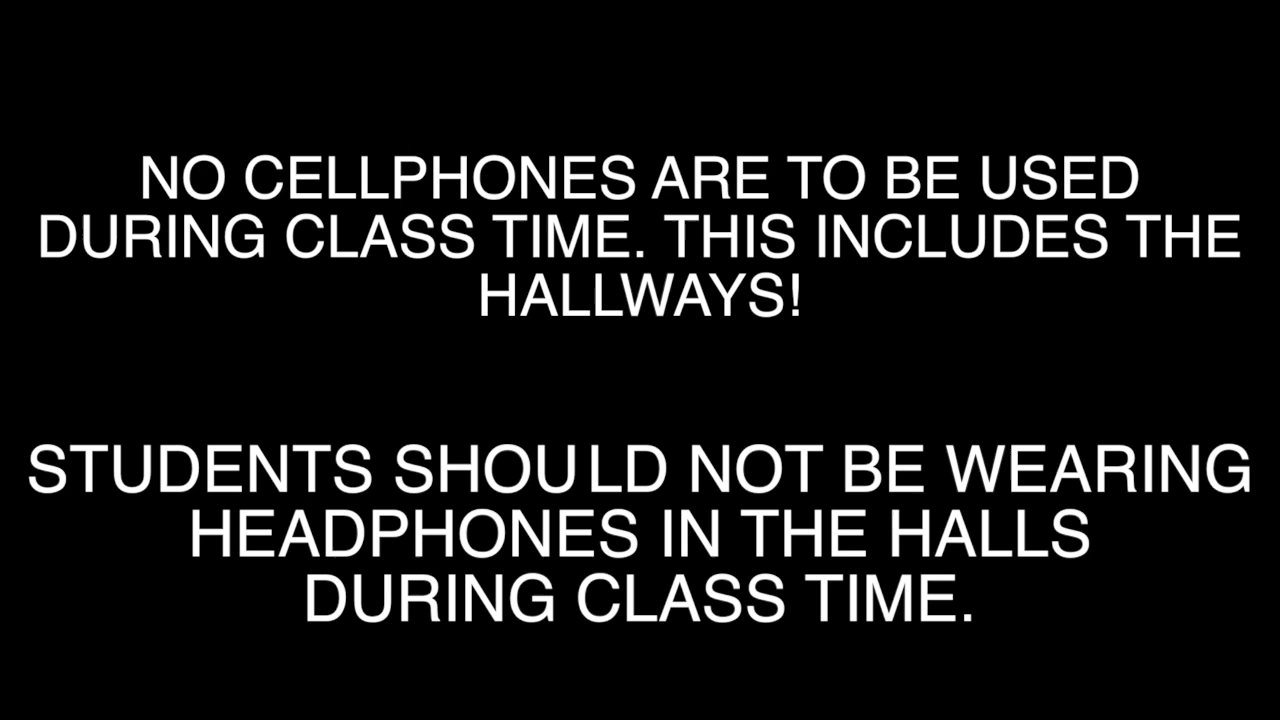 NO CELLPHONES ARE TO BE USED
DURING CLASS TIME. THIS INCLUDES THE
HALLWAYS!
STUDENTS SHOULD NOT BE WEARING
HEADPHONES IN THE HALLS
DURING CLASS TIME.